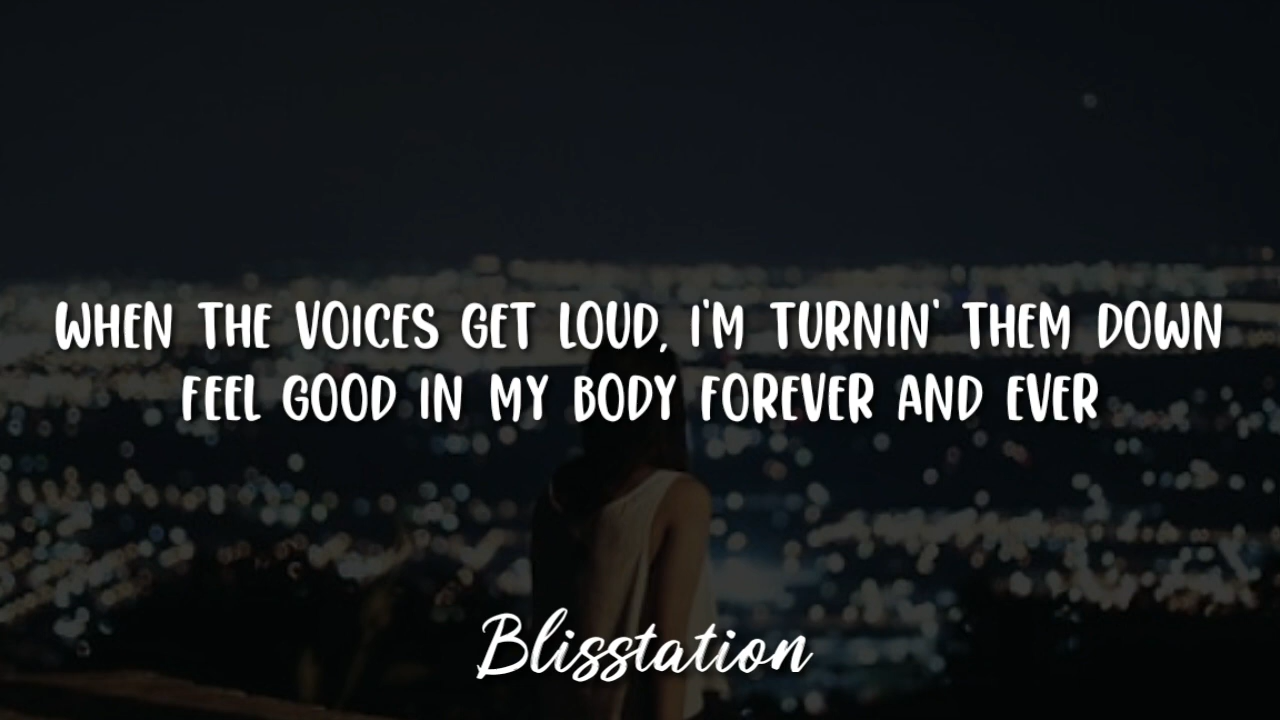 WHEN THE VOICES GET LOUD, I'M TURNIN' THEM DOWN
FEEL GOOD IN MY BODY FOREVER AND EVER
Blisstation